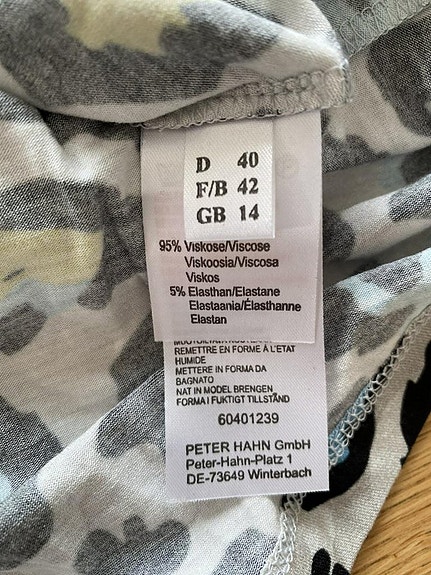 D 40
F/B 42
GB 14
95% Viskose/Viscose
Viskoosia/Viscosa
Viskos
5% Elasthan/Elastane
Elastaania/Élasthanne
Elastan
REMETTRE EN FORME À L'ETAT
HUMIDE
METTERE IN FORMA DA
BAGNATO
NAT IN MODEL BRENGEN
FORMA I FUKTIGT TILLSTÅND
60401239
PETER HAHN GmbH
Peter-Hahn-Platz 1
DE-73649 Winterbach